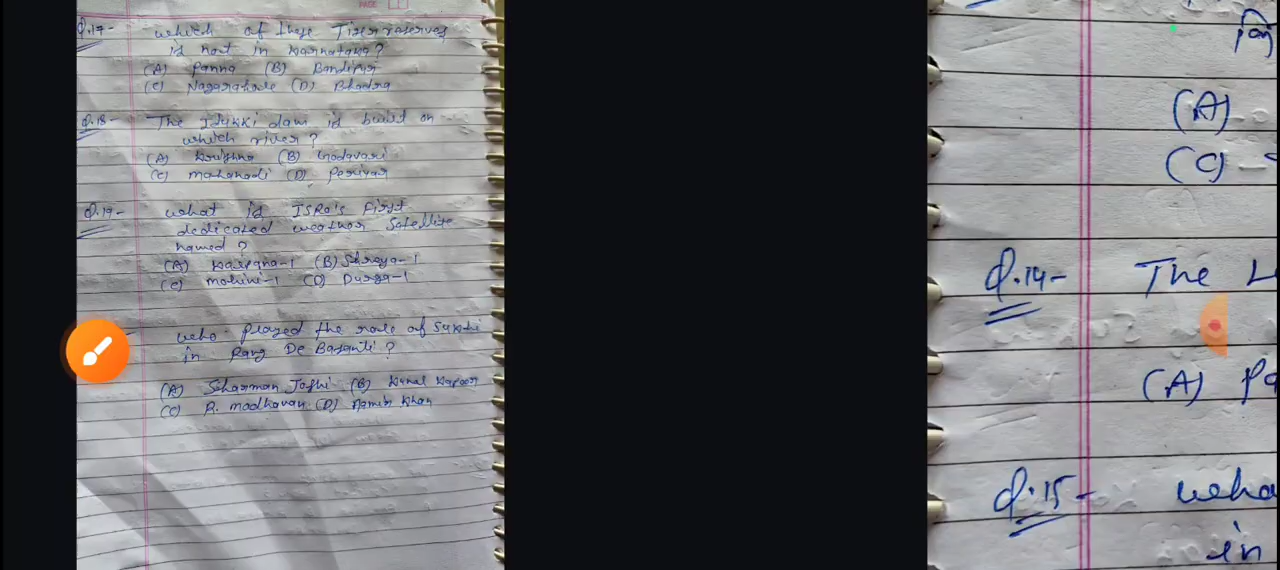 PAGE
Q.17- which of these Tiger reserves
is not in Karnataka?
(A) Panna (B) Bandipur
(C) Nagarahole (D) Bhadra
Q.18- The Idukki dam is build on
which river?
(A) Krishna (B) Godavari
(C) mahanadi (D) Periyar
Q.19- what is ISRO's First
dedicated weather Satellite
named?
(A) Kalpana-1 (B) Shreya-1
(C) mohini-1 (D) Durga-1
who played the role of Sukhi
in Rang De Basanti?
(A) Sharman Joshi (B) Kunal Kapoor
(C) R. madhavan (D) Aamir Khan
(A)
(C)
Q.14- The
(A) Pa
Q.15- wha
in